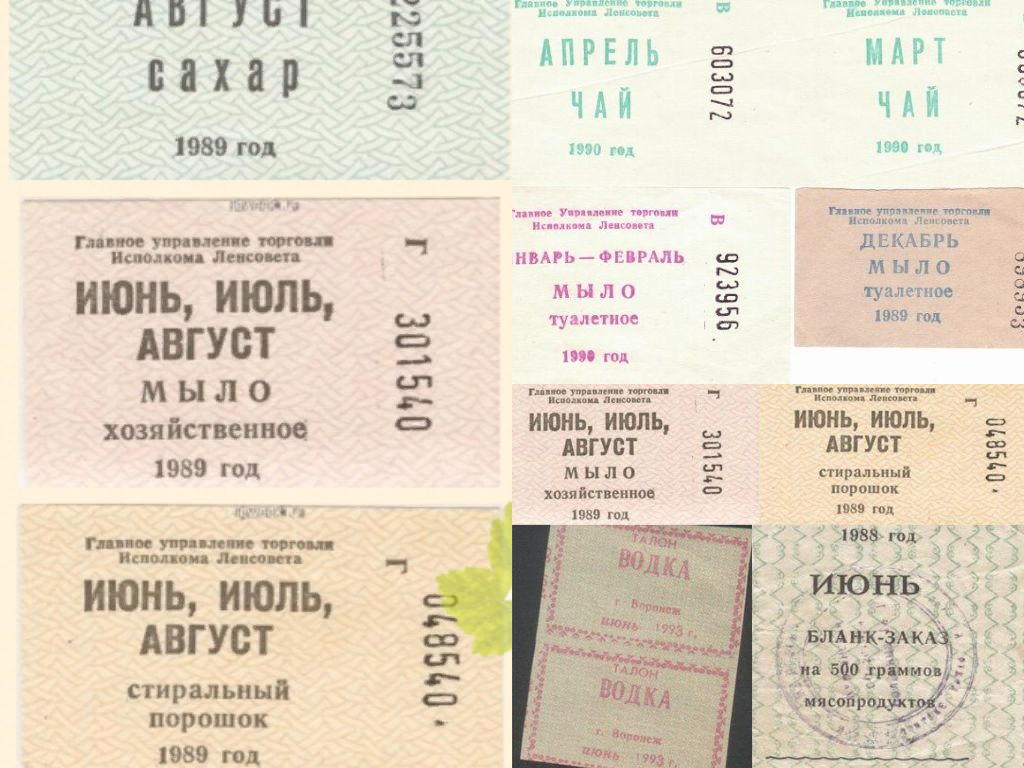 АВГУСТ
сахар
1989 год
225573
Главное управление торговли
Исполкома Ленсовета
ИЮНЬ, ИЮЛЬ,
АВГУСТ
МЫЛО
хозяйственное
1989 год
Г 301540
Главное управление торговли
Исполкома Ленсовета
ИЮНЬ, ИЮЛЬ,
АВГУСТ
стиральный
порошок
1989 год
Г 048540
Главное Управление торговли
Исполкома Ленсовета
АПРЕЛЬ
ЧАЙ
1990 год
В 603072
Главное Управление торговли
Исполкома Ленсовета
МАРТ
ЧАЙ
1990 год
Главное Управление торговли
Исполкома Ленсовета
ЯНВАРЬ — ФЕВРАЛЬ
МЫЛО
туалетное
1990 год
В 923956
Главное управление торговли
Исполкома Ленсовета
ДЕКАБРЬ
МЫЛО
туалетное
1989 год
Главное управление торговли
Исполкома Ленсовета
ИЮНЬ, ИЮЛЬ,
АВГУСТ
МЫЛО
хозяйственное
1989 год
Г 301540
Главное управление торговли
Исполкома Ленсовета
ИЮНЬ, ИЮЛЬ,
АВГУСТ
стиральный
порошок
1989 год
Г 048540
ТАЛОН
ВОДКА
г. Воронеж
июнь 1993 г.
ТАЛОН
ВОДКА
г. Воронеж
июнь 1993 г.
1988 год
ИЮНЬ
БЛАНК-ЗАКАЗ
на 500 граммов
мясопродуктов